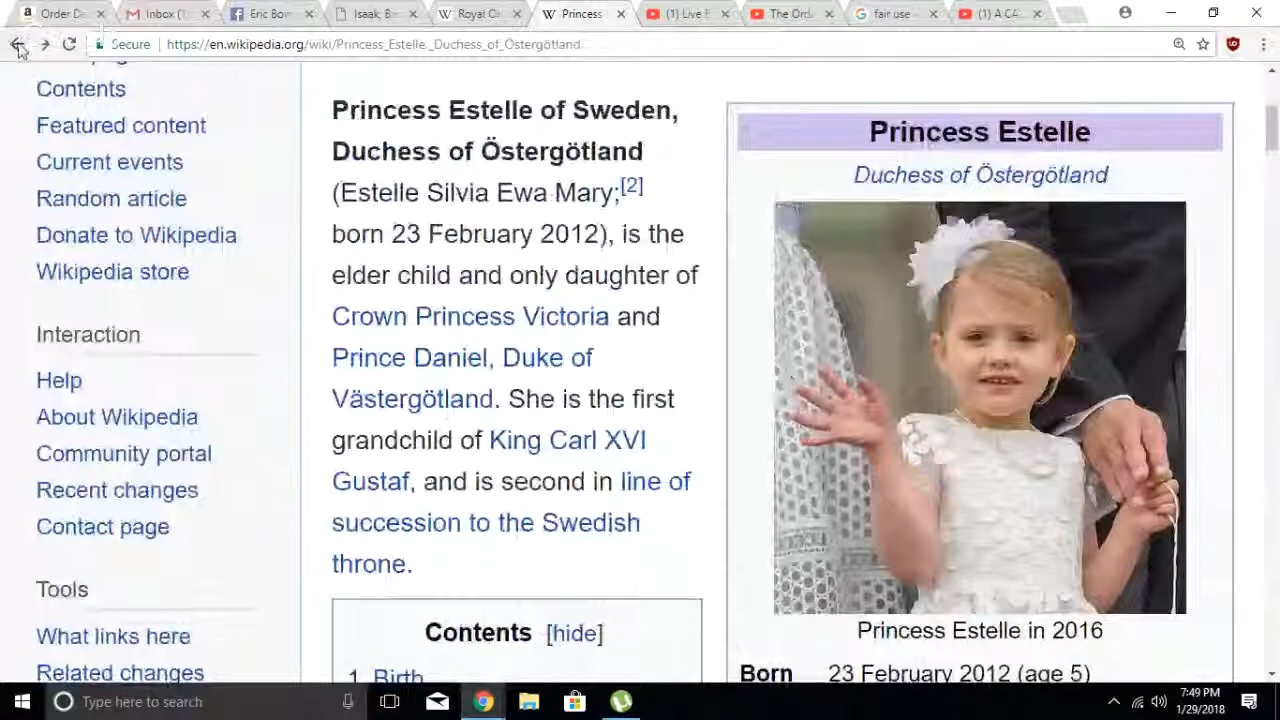 Order De
Inbox (1
Eric Bow
Isaak; Be
Royal Co
Princess
(1) Live E
The Ord
fair use -
(1) A CA
Secure
https://en.wikipedia.org/wiki/Princess_Estelle,_Duchess_of_Östergötland
Contents
Featured content
Current events
Random article
Donate to Wikipedia
Wikipedia store
Interaction
Help
About Wikipedia
Community portal
Recent changes
Contact page
Tools
What links here
Related changes
Princess Estelle of Sweden,
Duchess of Östergötland
(Estelle Silvia Ewa Mary;[2]
born 23 February 2012), is the
elder child and only daughter of
Crown Princess Victoria and
Prince Daniel, Duke of
Västergötland. She is the first
grandchild of King Carl XVI
Gustaf, and is second in line of
succession to the Swedish
throne.
Contents [hide]
1 Birth
Princess Estelle
Duchess of Östergötland
Princess Estelle in 2016
Born 23 February 2012 (age 5)
Type here to search
7:49 PM
1/29/2018